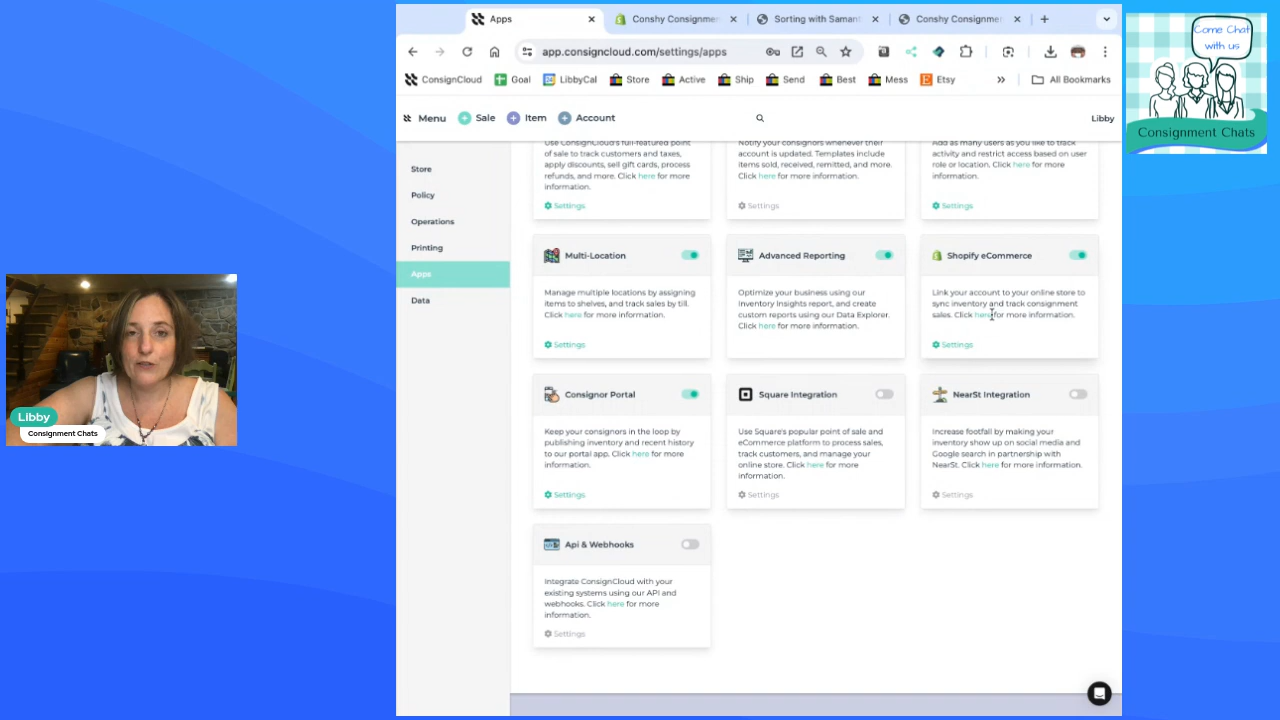 Apps
Conshy Consignmen
Sorting with Samant
Conshy Consignmen
app.consigncloud.com/settings/apps
ConsignCloud
Goal
LibbyCal
Store
Active
Ship
Send
Best
Mess
Etsy
»
All Bookmarks
Menu
Sale
Item
Account
Libby
Store
Policy
Operations
Printing
Apps
Data
Use ConsignCloud's full-featured point
of sale to track customers and taxes,
apply discounts, sell gift cards, process
refunds, and more. Click here for more
information.
Settings
Notify your consignors whenever their
account is updated. Templates include
items sold, received, remitted, and more.
Click here for more information.
Settings
Add as many users as you like to track
activity and restrict access based on user
role or location. Click here for more
information.
Settings
Multi-Location
Manage multiple locations by assigning
items to shelves, and track sales by till.
Click here for more information.
Settings
Advanced Reporting
Optimize your business using our
Inventory Insights report, and create
custom reports using our Data Explorer.
Click here for more information.
Shopify eCommerce
Link your account to your online store to
sync inventory and track consignment
sales. Click here for more information.
Settings
Consignor Portal
Keep your consignors in the loop by
publishing inventory and recent history
to our portal app. Click here for more
information.
Settings
Square Integration
Use Square's popular point of sale and
eCommerce platform to process sales,
track customers, and manage your
online store. Click here for more
information.
Settings
NearSt Integration
Increase footfall by making your
inventory show up on social media and
Google search in partnership with
NearSt. Click here for more information.
Settings
Api & Webhooks
Integrate ConsignCloud with your
existing systems using our API and
webhooks. Click here for more
information.
Settings
Come Chat
with us
Consignment Chats
Libby
Consignment Chats